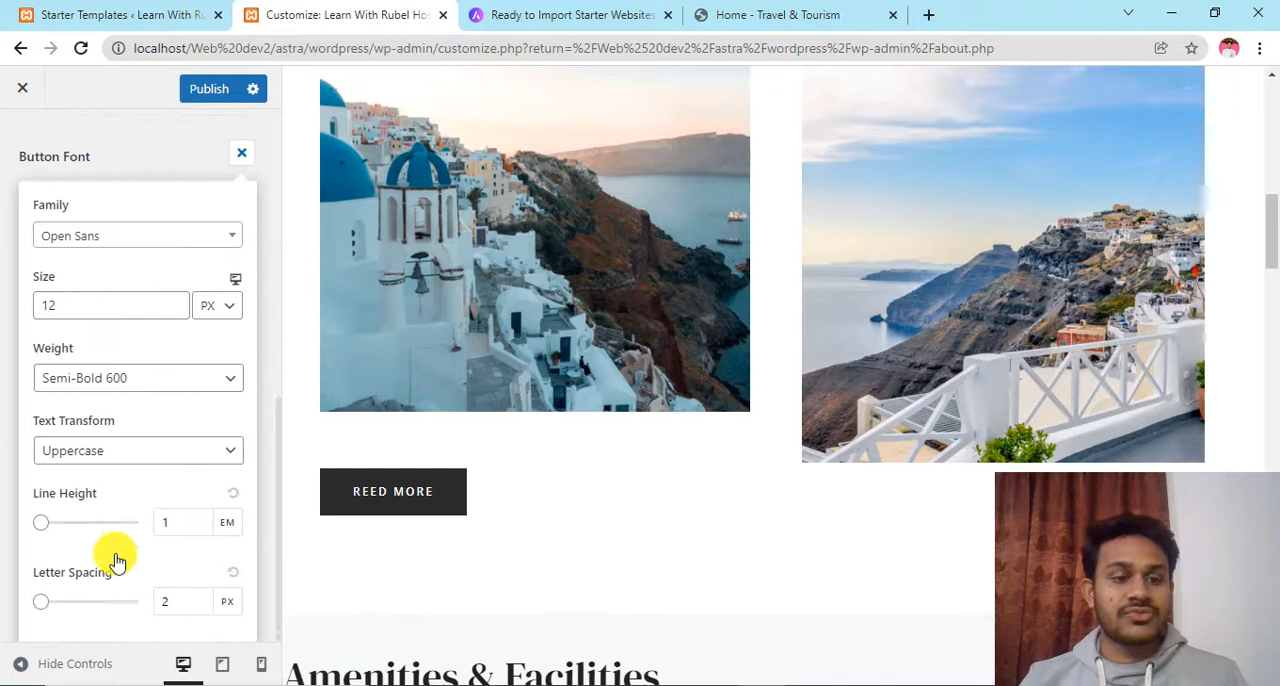 Starter Templates ‹ Learn With Ru
Customize: Learn With Rubel Hos
Ready to Import Starter Websites
Home - Travel & Tourism
localhost/Web%20dev2/astra/wordpress/wp-admin/customize.php?return=%2FWeb%2520dev2%2Fastra%2Fwordpress%2Fwp-admin%2Fabout.php
Publish
Button Font
Family
Open Sans
Size
12 PX
Weight
Semi-Bold 600
Text Transform
Uppercase
Line Height
1 EM
Letter Spacing
2 PX
Hide Controls
REED MORE
Amenities & Facilities